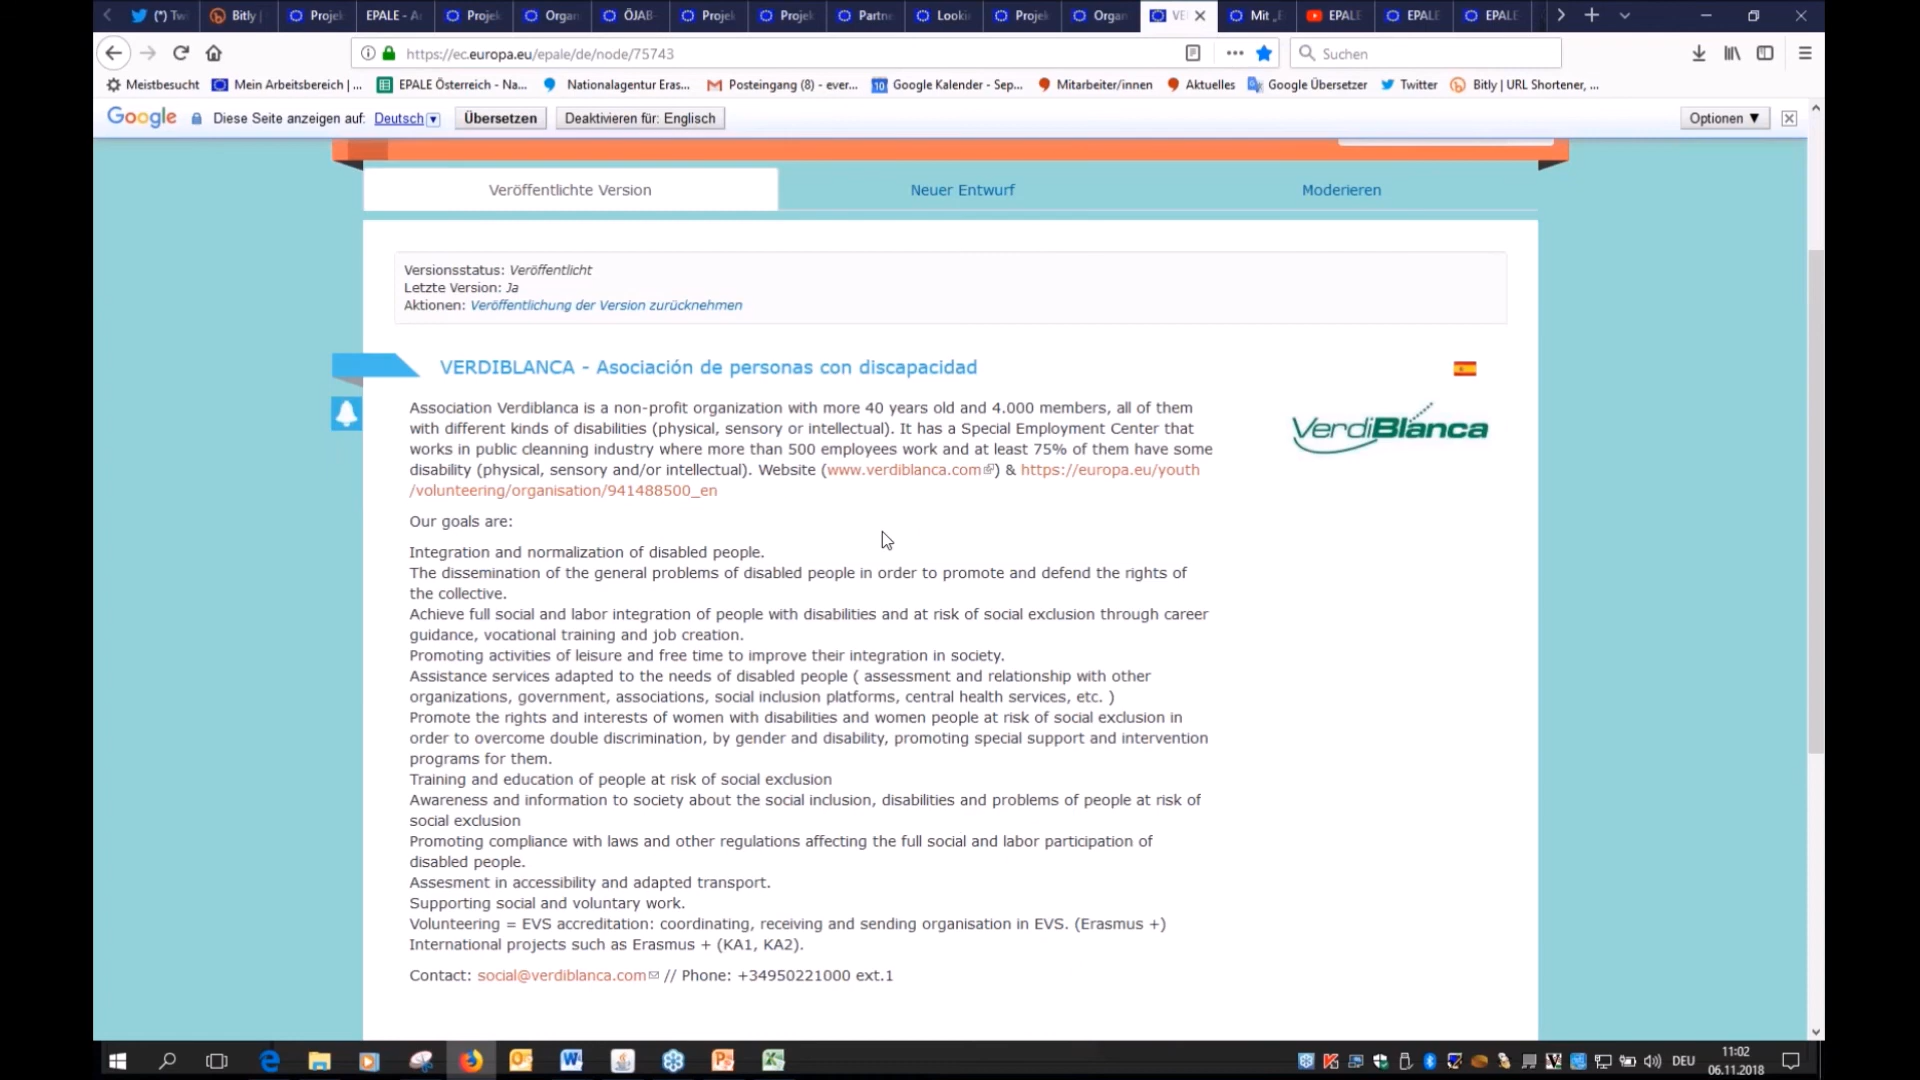 (*) Tw
Bitly |
Projek
EPALE - A
Projek
Organ
ÖJAB-
Projek
Projek
Partne
Lookin
Projek
Organ
VE
Mit „E
EPALE
EPALE
EPALE
https://ec.europa.eu/epale/de/node/75743
Suchen
Meistbesucht
Mein Arbeitsbereich | ...
EPALE Österreich - Na...
Nationalagentur Eras...
Posteingang (8) - ever...
Google Kalender - Sep...
Mitarbeiter/innen
Aktuelles
Google Übersetzer
Twitter
Bitly | URL Shortener, ...
Google Diese Seite anzeigen auf: Deutsch Übersetzen Deaktivieren für: Englisch Optionen ▼
Veröffentlichte Version
Neuer Entwurf
Moderieren
Versionsstatus: Veröffentlicht
Letzte Version: Ja
Aktionen: Veröffentlichung der Version zurücknehmen
VERDIBLANCA - Asociación de personas con discapacidad
VerdiBlanca
Association Verdiblanca is a non-profit organization with more 40 years old and 4.000 members, all of them
with different kinds of disabilities (physical, sensory or intellectual). It has a Special Employment Center that
works in public cleanning industry where more than 500 employees work and at least 75% of them have some
disability (physical, sensory and/or intellectual). Website (www.verdiblanca.com) & https://europa.eu/youth
/volunteering/organisation/941488500_en
Our goals are:
Integration and normalization of disabled people.
The dissemination of the general problems of disabled people in order to promote and defend the rights of
the collective.
Achieve full social and labor integration of people with disabilities and at risk of social exclusion through career
guidance, vocational training and job creation.
Promoting activities of leisure and free time to improve their integration in society.
Assistance services adapted to the needs of disabled people ( assessment and relationship with other
organizations, government, associations, social inclusion platforms, central health services, etc. )
Promote the rights and interests of women with disabilities and women people at risk of social exclusion in
order to overcome double discrimination, by gender and disability, promoting special support and intervention
programs for them.
Training and education of people at risk of social exclusion
Awareness and information to society about the social inclusion, disabilities and problems of people at risk of
social exclusion
Promoting compliance with laws and other regulations affecting the full social and labor participation of
disabled people.
Assesment in accessibility and adapted transport.
Supporting social and voluntary work.
Volunteering = EVS accreditation: coordinating, receiving and sending organisation in EVS. (Erasmus +)
International projects such as Erasmus + (KA1, KA2).
Contact: social@verdiblanca.com // Phone: +34950221000 ext.1
DEU
11:02
06.11.2018